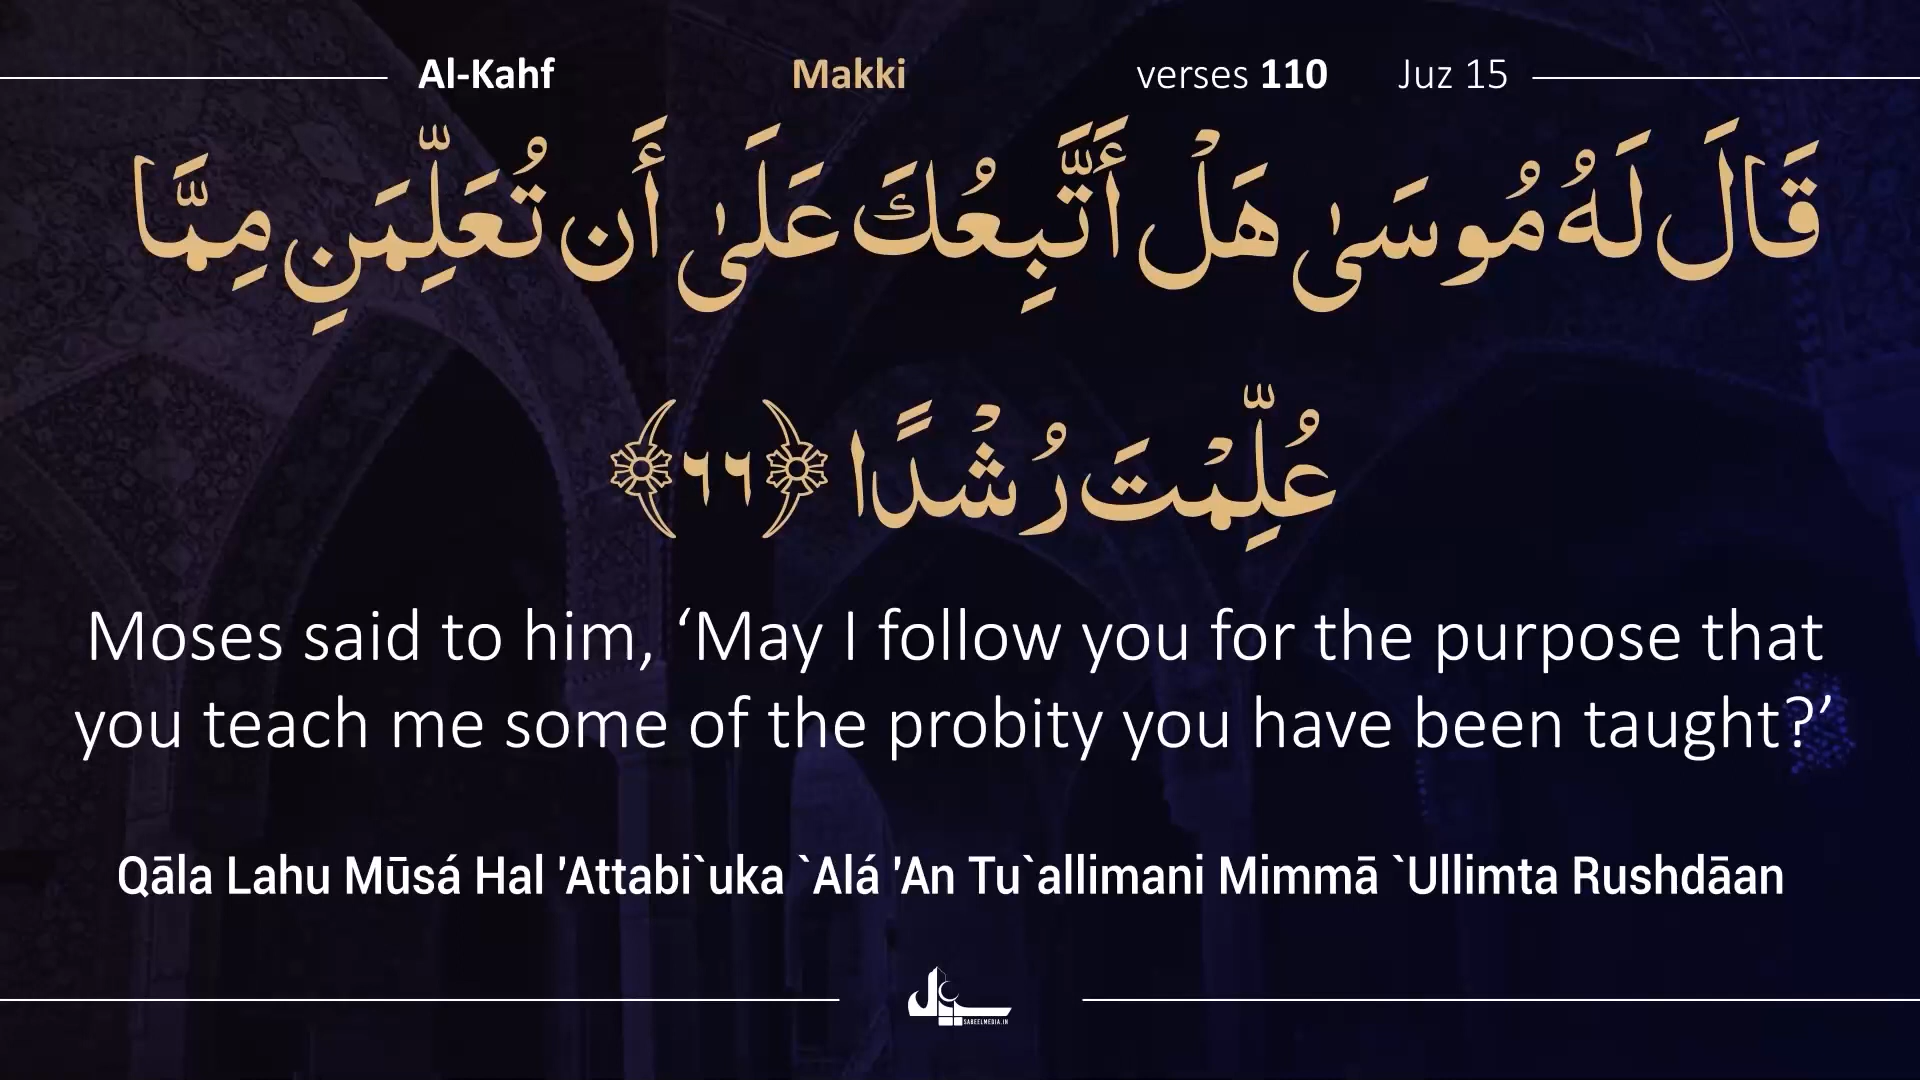 Al-Kahf Makki verses 110 Juz 15
قَالَ لَهُ مُوسَىٰ هَلْ أَتَّبِعُكَ عَلَىٰ أَن تُعَلِّمَنِ مِمَّا
عُلِّمْتَ رُشْدًا ﴿٦٦﴾
Moses said to him, ‘May I follow you for the purpose that
you teach me some of the probity you have been taught?’
Qāla Lahu Mūsá Hal 'Attabi`uka `Alá 'An Tu`allimani Mimmā `Ullimta Rushdāan
SABEELMEDIA.IN